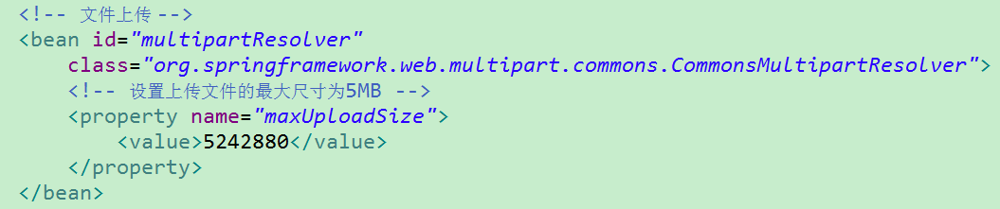 <!-- 文件上传 -->
<bean id="multipartResolver"
class="org.springframework.web.multipart.commons.CommonsMultipartResolver">
<!-- 设置上传文件的最大尺寸为5MB -->
<property name="maxUploadSize">
<value>5242880</value>
</property>
</bean>